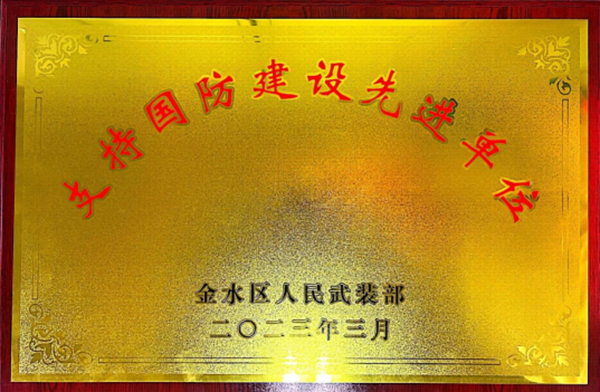 支持国防建设先进单位
金水区人民武装部
二〇二三年三月